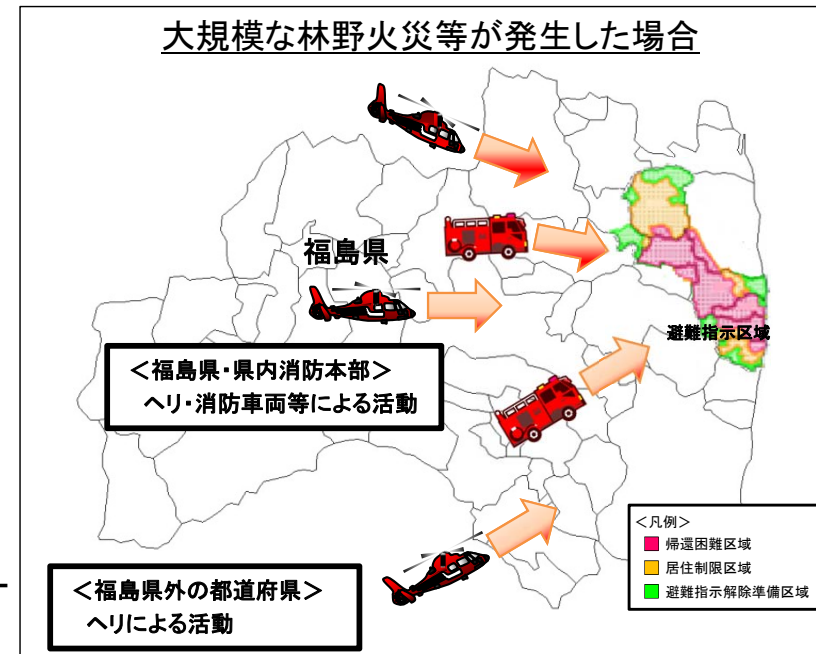 大規模な林野火災等が発生した場合
福島県
避難指示区域
＜福島県・県内消防本部＞
ヘリ・消防車両等による活動
＜凡例＞
帰還困難区域
居住制限区域
避難指示解除準備区域
＜福島県外の都道府県＞
ヘリによる活動